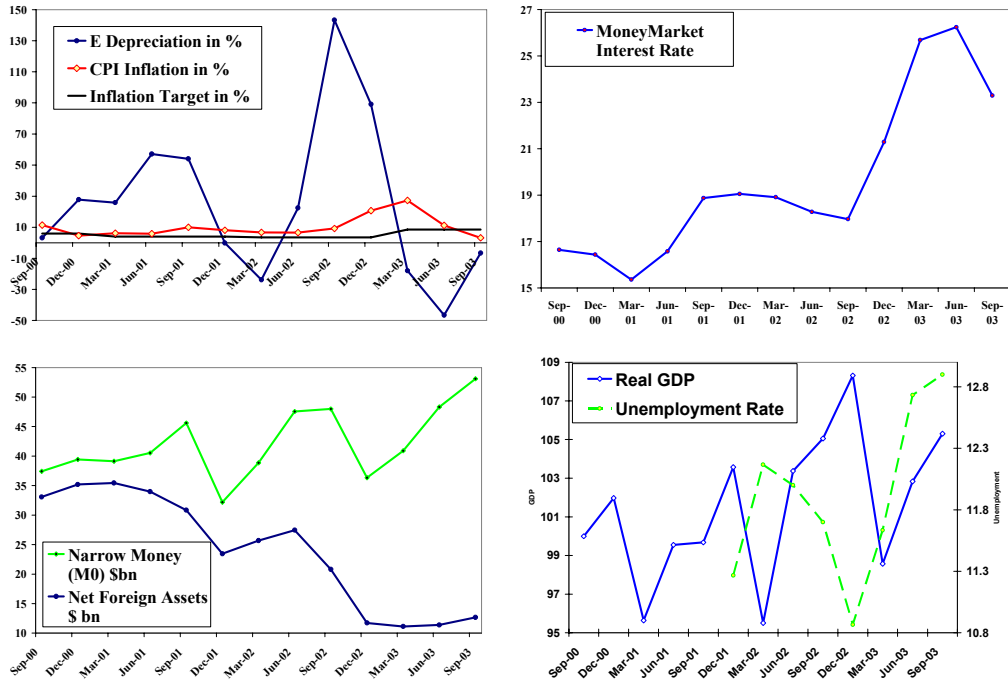 150
130
110
90
70
50
30
10
-10
-30
-50
E Depreciation in %
CPI Inflation in %
Inflation Target in %
Sep-00
Dec-00
Mar-01
Jun-01
Sep-01
Dec-01
Mar-02
Jun-02
Sep-02
Dec-02
Mar-03
Jun-03
Sep-03
27
25
23
21
19
17
15
MoneyMarket
Interest Rate
Sep-
00
Dec-
00
Mar-
01
Jun-
01
Sep-
01
Dec-
01
Mar-
02
Jun-
02
Sep-
02
Dec-
02
Mar-
03
Jun-
03
Sep-
03
55
50
45
40
35
30
25
20
15
10
Narrow Money
(M0) $bn
Net Foreign Assets
$ bn
Sep-00
Dec-00
Mar-01
Jun-01
Sep-01
Dec-01
Mar-02
Jun-02
Sep-02
Dec-02
Mar-03
Jun-03
Sep-03
109
107
105
103
101
99
97
95
GDP
Real GDP
Unemployment Rate
12.8
12.3
11.8
11.3
10.8
Unemployment
Sep-00
Dec-00
Mar-01
Jun-01
Sep-01
Dec-01
Mar-02
Jun-02
Sep-02
Dec-02
Mar-03
Jun-03
Sep-03